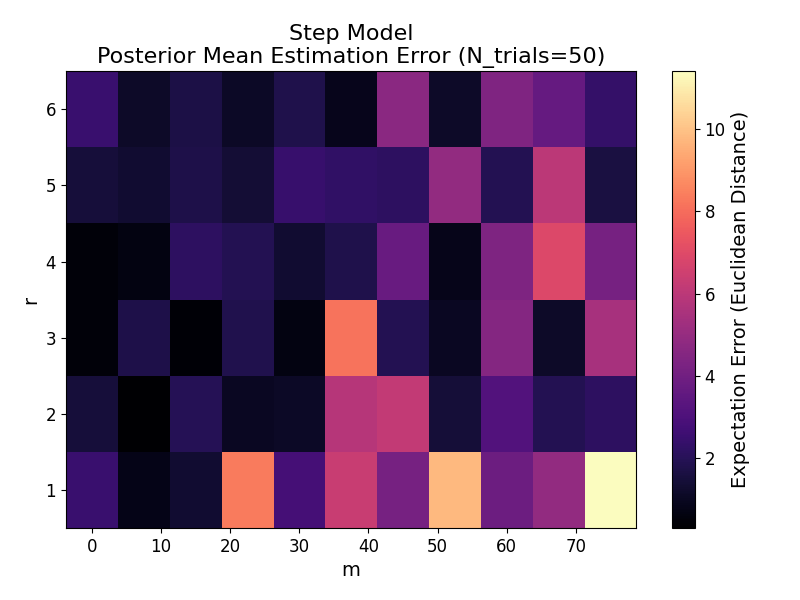 Step Model
Posterior Mean Estimation Error (N_trials=50)
6
5
4
3
2
1
r
0 10 20 30 40 50 60 70
m
10
8
6
4
2
Expectation Error (Euclidean Distance)